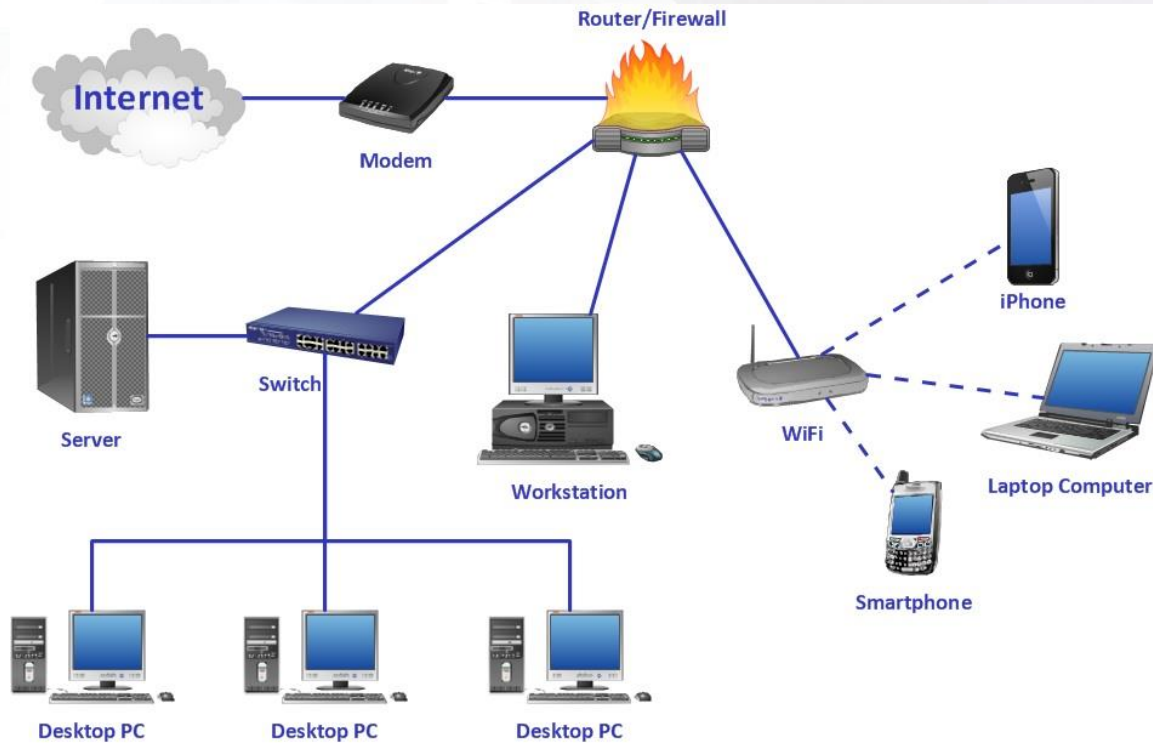 Router/Firewall
Internet
Modem
iPhone
Switch
Server
WiFi
Workstation
Laptop Computer
Smartphone
Desktop PC
Desktop PC
Desktop PC